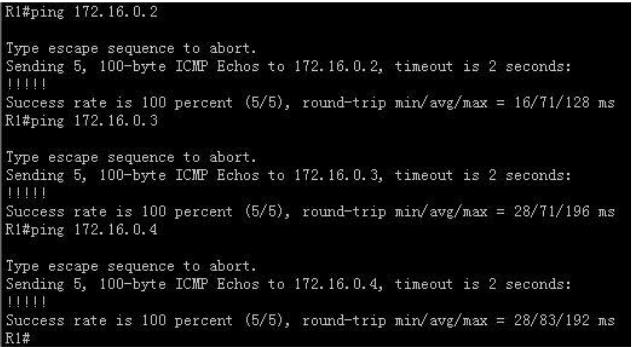 R1#ping 172.16.0.2
Type escape sequence to abort.
Sending 5, 100-byte ICMP Echos to 172.16.0.2, timeout is 2 seconds:
!!!!!
Success rate is 100 percent (5/5), round-trip min/avg/max = 16/71/128 ms
R1#ping 172.16.0.3
Type escape sequence to abort.
Sending 5, 100-byte ICMP Echos to 172.16.0.3, timeout is 2 seconds:
!!!!!
Success rate is 100 percent (5/5), round-trip min/avg/max = 28/71/196 ms
R1#ping 172.16.0.4
Type escape sequence to abort.
Sending 5, 100-byte ICMP Echos to 172.16.0.4, timeout is 2 seconds:
!!!!!
Success rate is 100 percent (5/5), round-trip min/avg/max = 28/83/192 ms
R1#